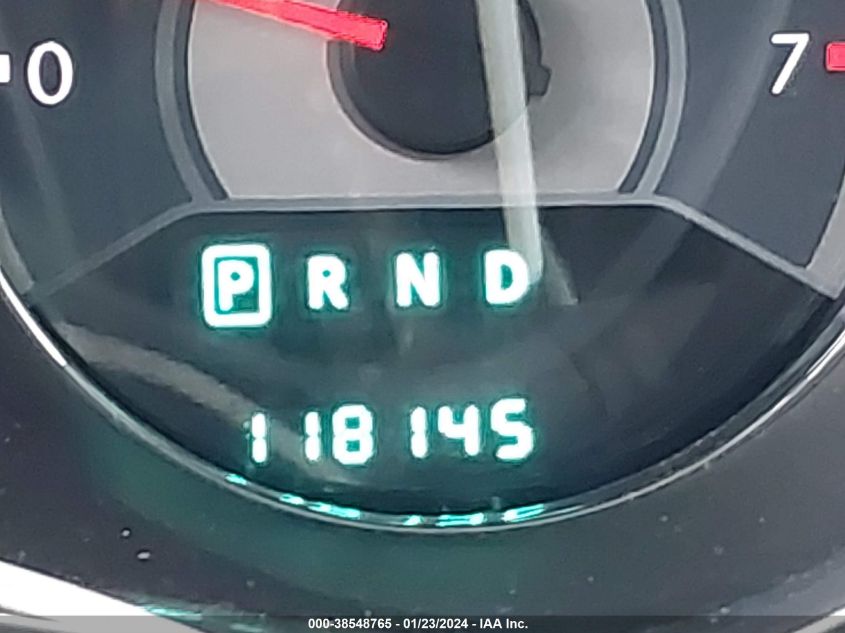 0 7
P R N D
118145
000-38548765 - 01/23/2024 - IAA Inc.